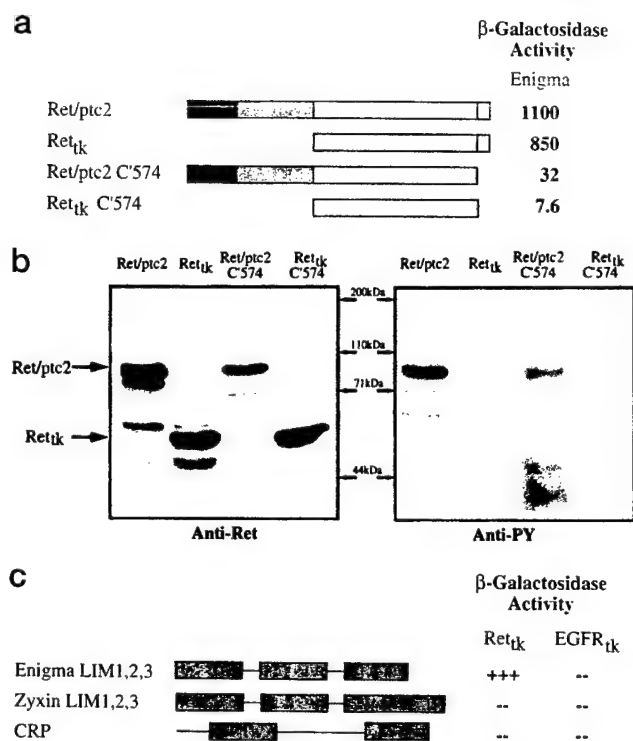 a
β-Galactosidase
Activity
Enigma
Ret/ptc2 1100
Rettk 850
Ret/ptc2 C'574 32
Rettk C'574 7.6
b
Ret/ptc2 Rettk Ret/ptc2 C'574 Rettk C'574
Ret/ptc2 Rettk Ret/ptc2 C'574 Rettk C'574
200kDa
110kDa
Ret/ptc2
71kDa
Rettk
44kDa
Anti-Ret
Anti-PY
c
β-Galactosidase
Activity
Rettk EGFRtk
Enigma LIM1,2,3 +++ --
Zyxin LIM1,2,3 -- --
CRP -- --